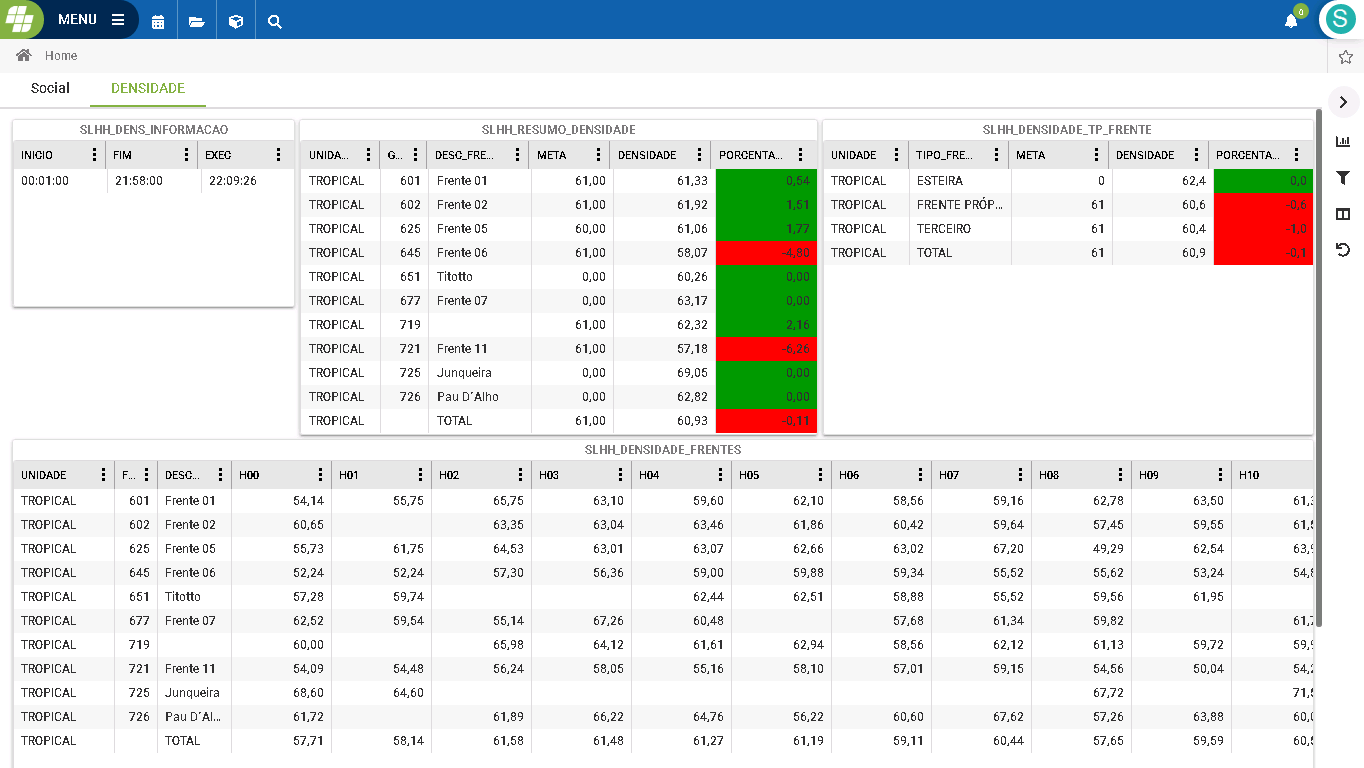 MENU
0
S
Home
Social DENSIDADE
SLHH_DENS_INFORMACAO
INICIO FIM EXEC
00:01:00 21:58:00 22:09:26
SLHH_RESUMO_DENSIDADE
UNIDA... G... DESC_FRE... META DENSIDADE PORCENTA...
TROPICAL 601 Frente 01 61,00 61,33 0,54
TROPICAL 602 Frente 02 61,00 61,92 1,51
TROPICAL 625 Frente 05 60,00 61,06 1,77
TROPICAL 645 Frente 06 61,00 58,07 -4,80
TROPICAL 651 Titotto 0,00 60,26 0,00
TROPICAL 677 Frente 07 0,00 63,17 0,00
TROPICAL 719 61,00 62,32 2,16
TROPICAL 721 Frente 11 61,00 57,18 -6,26
TROPICAL 725 Junqueira 0,00 69,05 0,00
TROPICAL 726 Pau D´Alho 0,00 62,82 0,00
TROPICAL TOTAL 61,00 60,93 -0,11
SLHH_DENSIDADE_TP_FRENTE
UNIDADE TIPO_FRE... META DENSIDADE PORCENTA...
TROPICAL ESTEIRA 0 62,4 0,0
TROPICAL FRENTE PRÓP... 61 60,6 -0,6
TROPICAL TERCEIRO 61 60,4 -1,0
TROPICAL TOTAL 61 60,9 -0,1
SLHH_DENSIDADE_FRENTES
UNIDADE F... DESC... H00 H01 H02 H03 H04 H05 H06 H07 H08 H09 H10
TROPICAL 601 Frente 01 54,14 55,75 65,75 63,10 59,60 62,10 58,56 59,16 62,78 63,50
TROPICAL 602 Frente 02 60,65 63,35 63,04 63,46 61,86 60,42 59,64 57,45 59,55
TROPICAL 625 Frente 05 55,73 61,75 64,53 63,01 63,07 62,66 63,02 67,20 49,29 62,54
TROPICAL 645 Frente 06 52,24 52,24 57,30 56,36 59,00 59,88 59,34 55,52 55,62 53,24
TROPICAL 651 Titotto 57,28 59,74 62,44 62,51 58,88 55,52 59,56 61,95
TROPICAL 677 Frente 07 62,52 59,54 55,14 67,26 60,48 57,68 61,34 59,82
TROPICAL 719 60,00 65,98 64,12 61,61 62,94 58,56 62,12 61,13 59,72
TROPICAL 721 Frente 11 54,09 54,48 56,24 58,05 55,16 58,10 57,01 59,15 54,56 50,04
TROPICAL 725 Junqueira 68,60 64,60 67,72
TROPICAL 726 Pau D´Al... 61,72 61,89 66,22 64,76 56,22 60,60 67,62 57,26 63,88
TROPICAL TOTAL 57,71 58,14 61,58 61,48 61,27 61,19 59,11 60,44 57,65 59,59